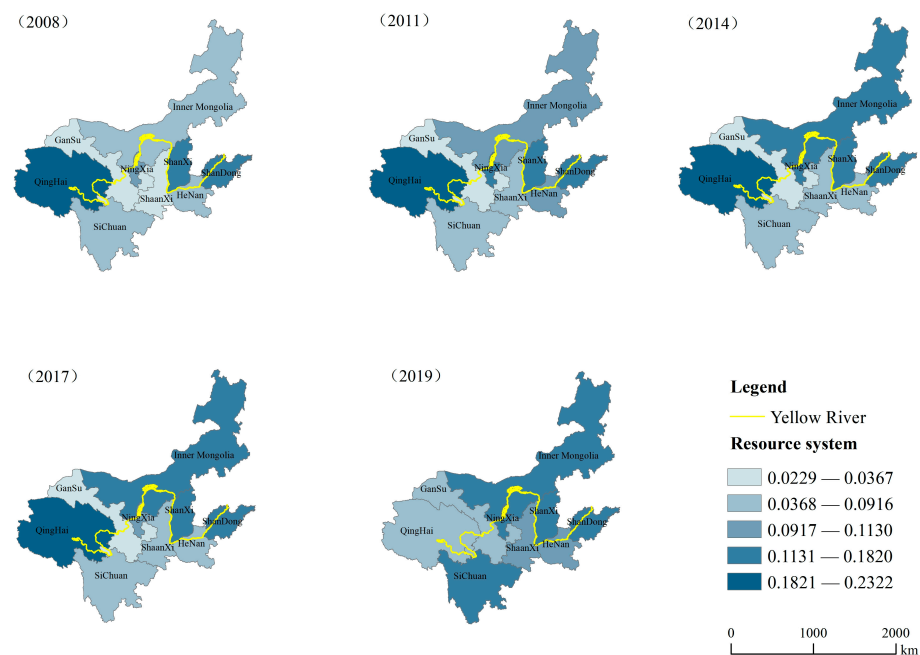 （2008）
Inner Mongolia
GanSu
NingXia
ShanXi
ShanDong
QingHai
ShaanXi
HeNan
SiChuan
（2011）
Inner Mongolia
GanSu
NingXia
ShanXi
ShanDong
QingHai
ShaanXi
HeNan
SiChuan
（2014）
Inner Mongolia
GanSu
NingXia
ShanXi
ShanDong
QingHai
ShaanXi
HeNan
SiChuan
（2017）
Inner Mongolia
GanSu
NingXia
ShanXi
ShanDong
QingHai
ShaanXi
HeNan
SiChuan
（2019）
Inner Mongolia
GanSu
NingXia
ShanXi
ShanDong
QingHai
ShaanXi
HeNan
SiChuan
Legend
Yellow River
Resource system
0.0229 — 0.0367
0.0368 — 0.0916
0.0917 — 0.1130
0.1131 — 0.1820
0.1821 — 0.2322
0 1000 2000
km